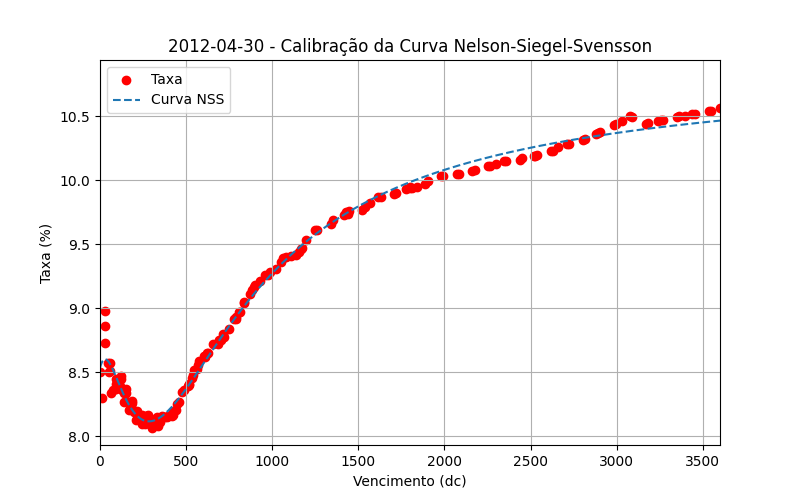 2012-04-30 - Calibração da Curva Nelson-Siegel-Svensson
Taxa
Curva NSS
Taxa (%)
10.5
10.0
9.5
9.0
8.5
8.0
0 500 1000 1500 2000 2500 3000 3500
Vencimento (dc)